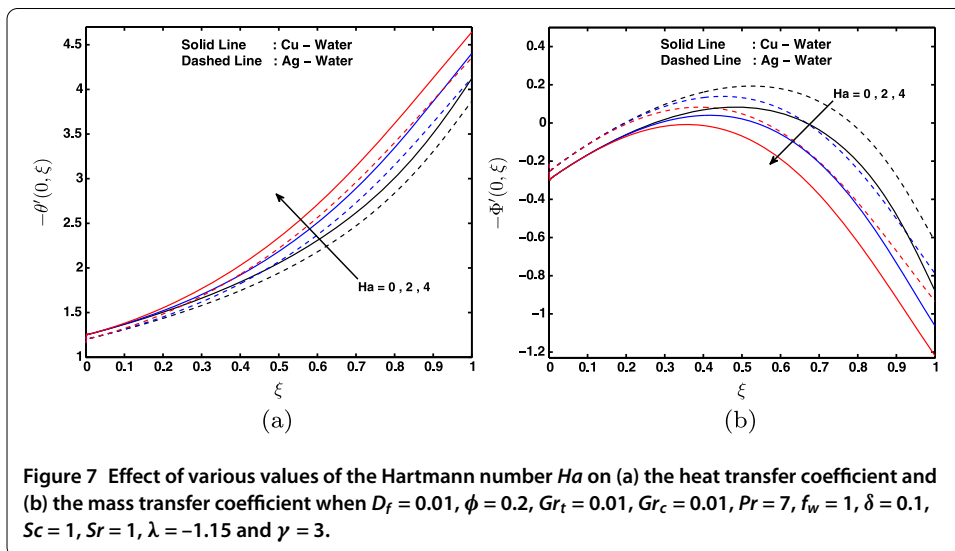 4.5
4
3.5
3
2.5
2
1.5
1
−θ′(0, ξ)
Solid Line : Cu − Water
Dashed Line : Ag − Water
Ha = 0 , 2 , 4
0 0.1 0.2 0.3 0.4 0.5 0.6 0.7 0.8 0.9 1
ξ
(a)
0.4
0.2
0
−0.2
−0.4
−0.6
−0.8
−1
−1.2
−Φ′(0, ξ)
Solid Line : Cu − Water
Dashed Line : Ag − Water
Ha = 0 , 2 , 4
0 0.1 0.2 0.3 0.4 0.5 0.6 0.7 0.8 0.9 1
ξ
(b)
Figure 7 Effect of various values of the Hartmann number Ha on (a) the heat transfer coefficient and
(b) the mass transfer coefficient when D_f = 0.01, ϕ = 0.2, Gr_t = 0.01, Gr_c = 0.01, Pr = 7, f_w = 1, δ = 0.1,
Sc = 1, Sr = 1, λ = –1.15 and γ = 3.